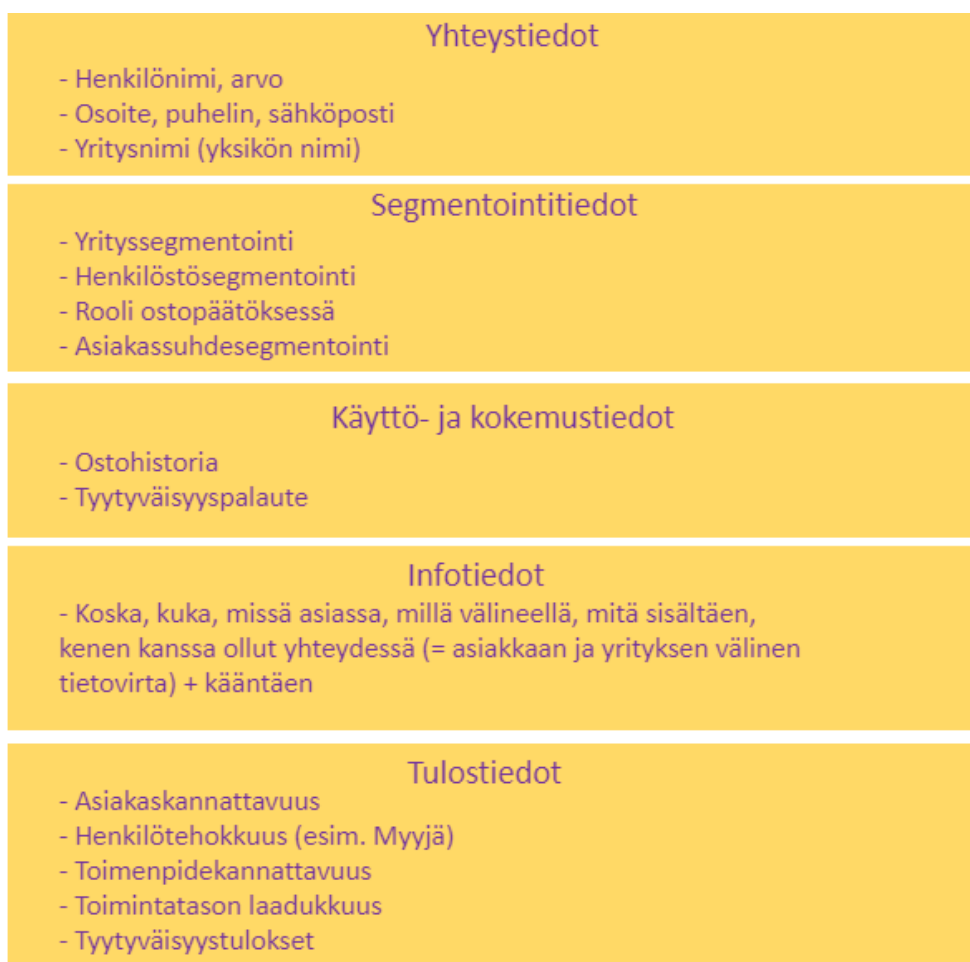 Yhteystiedot
- Henkilönimi, arvo
- Osoite, puhelin, sähköposti
- Yritysnimi (yksikön nimi)
Segmentointitiedot
- Yrityssegmentointi
- Henkilöstösegmentointi
- Rooli ostopäätöksessä
- Asiakassuhdesegmentointi
Käyttö- ja kokemustiedot
- Ostohistoria
- Tyytyväisyyspalaute
Infotiedot
- Koska, kuka, missä asiassa, millä välineellä, mitä sisältäen,
kenen kanssa ollut yhteydessä (= asiakkaan ja yrityksen välinen
tietovirta) + kääntäen
Tulostiedot
- Asiakaskannattavuus
- Henkilötehokkuus (esim. Myyjä)
- Toimenpidekannattavuus
- Toimintatason laadukkuus
- Tyytyväisyystulokset